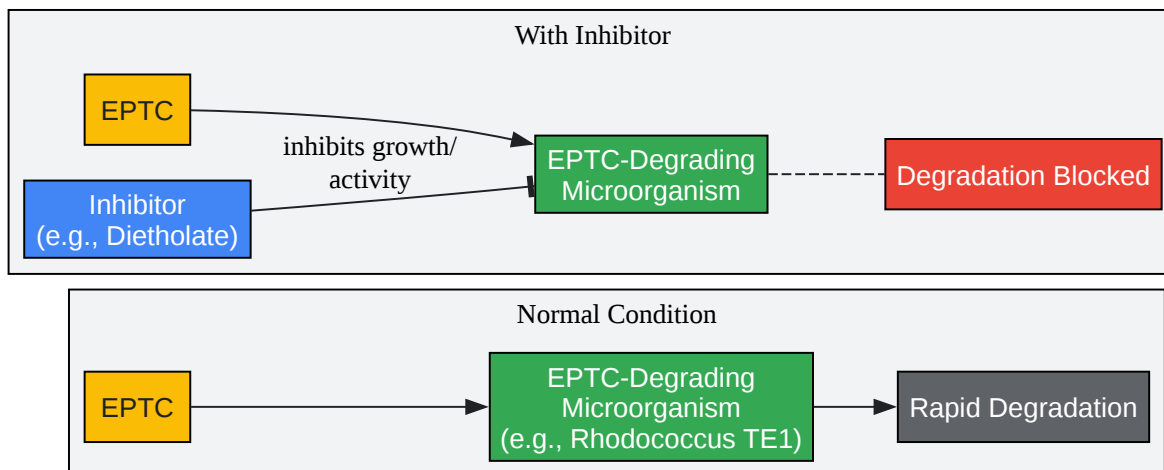 With Inhibitor
EPTC
inhibits growth/
activity
Inhibitor
(e.g., Dietholate)
EPTC-Degrading
Microorganism
Degradation Blocked
Normal Condition
EPTC
EPTC-Degrading
Microorganism
(e.g., Rhodococcus TE1)
Rapid Degradation